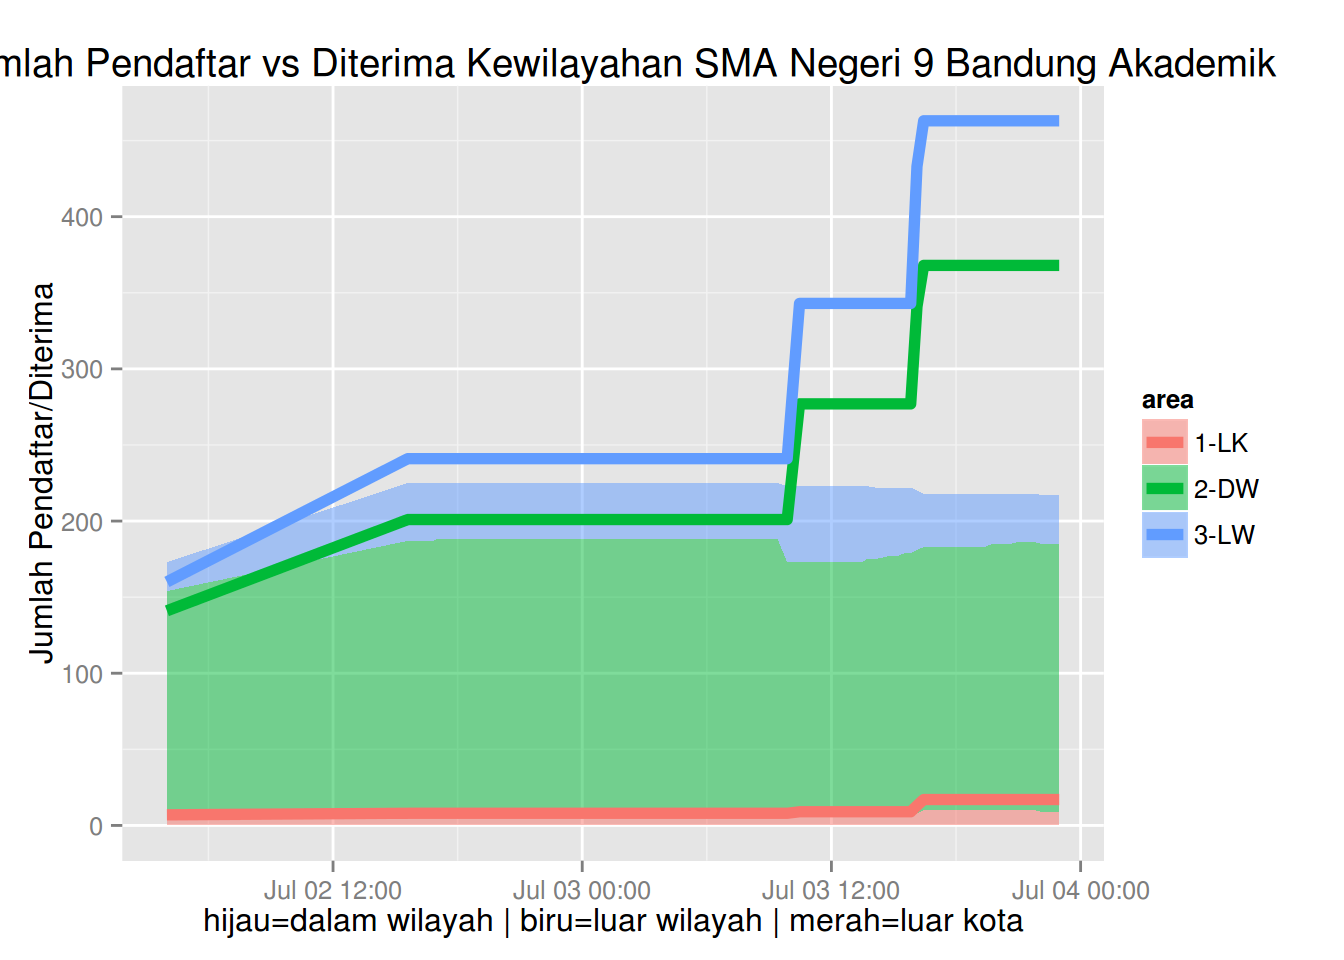 mlah Pendaftar vs Diterima Kewilayahan SMA Negeri 9 Bandung Akademik
Jumlah Pendaftar/Diterima
400
300
200
100
0
Jul 02 12:00
Jul 03 00:00
Jul 03 12:00
Jul 04 00:00
hijau=dalam wilayah | biru=luar wilayah | merah=luar kota
area
1-LK
2-DW
3-LW